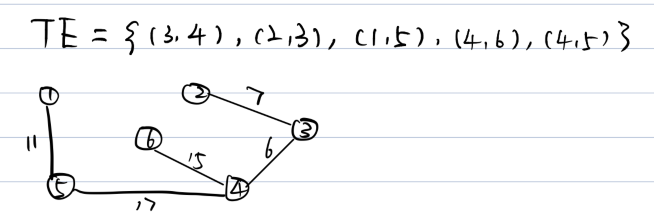 TE = {(3,4), (2,3), (1,5), (4,6), (4,5)}
1 2 7
11 6 3
15 6
5 4
17